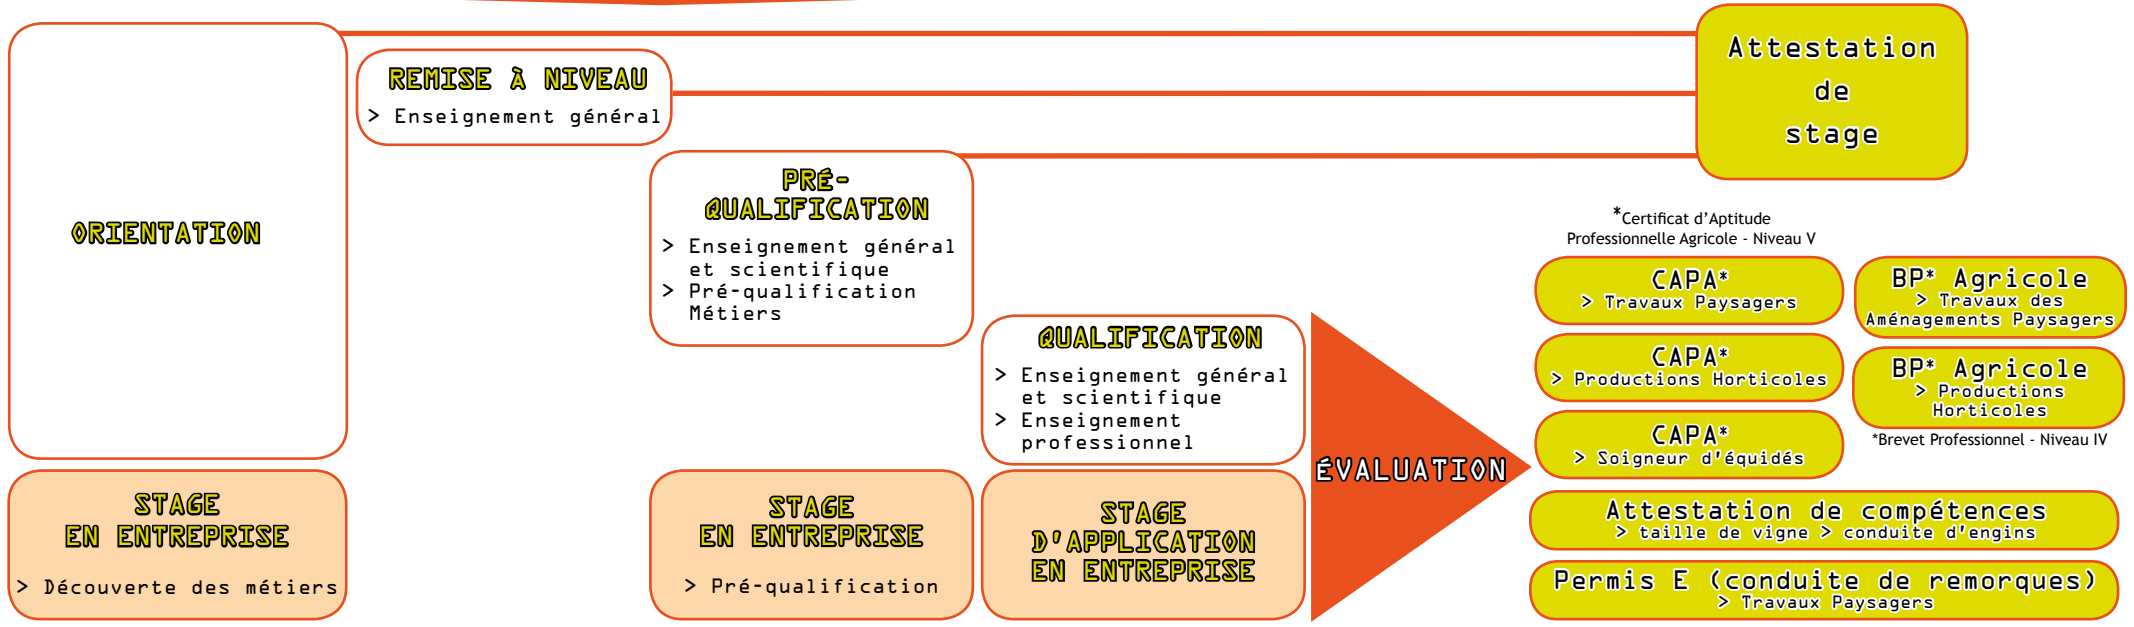 ORIENTATION
STAGE
EN ENTREPRISE
> Découverte des métiers
REMISE À NIVEAU
> Enseignement général
PRÉ-
QUALIFICATION
> Enseignement général
et scientifique
> Pré-qualification
Métiers
STAGE
EN ENTREPRISE
> Pré-qualification
QUALIFICATION
> Enseignement général
et scientifique
> Enseignement
professionnel
STAGE
D'APPLICATION
EN ENTREPRISE
ÉVALUATION
Attestation
de
stage
*Certificat d'Aptitude
Professionnelle Agricole - Niveau V
CAPA*
> Travaux Paysagers
CAPA*
> Productions Horticoles
CAPA*
> Soigneur d'équidés
BP* Agricole
> Travaux des
Aménagements Paysagers
BP* Agricole
> Productions
Horticoles
*Brevet Professionnel - Niveau IV
Attestation de compétences
> taille de vigne > conduite d'engins
Permis E (conduite de remorques)
> Travaux Paysagers